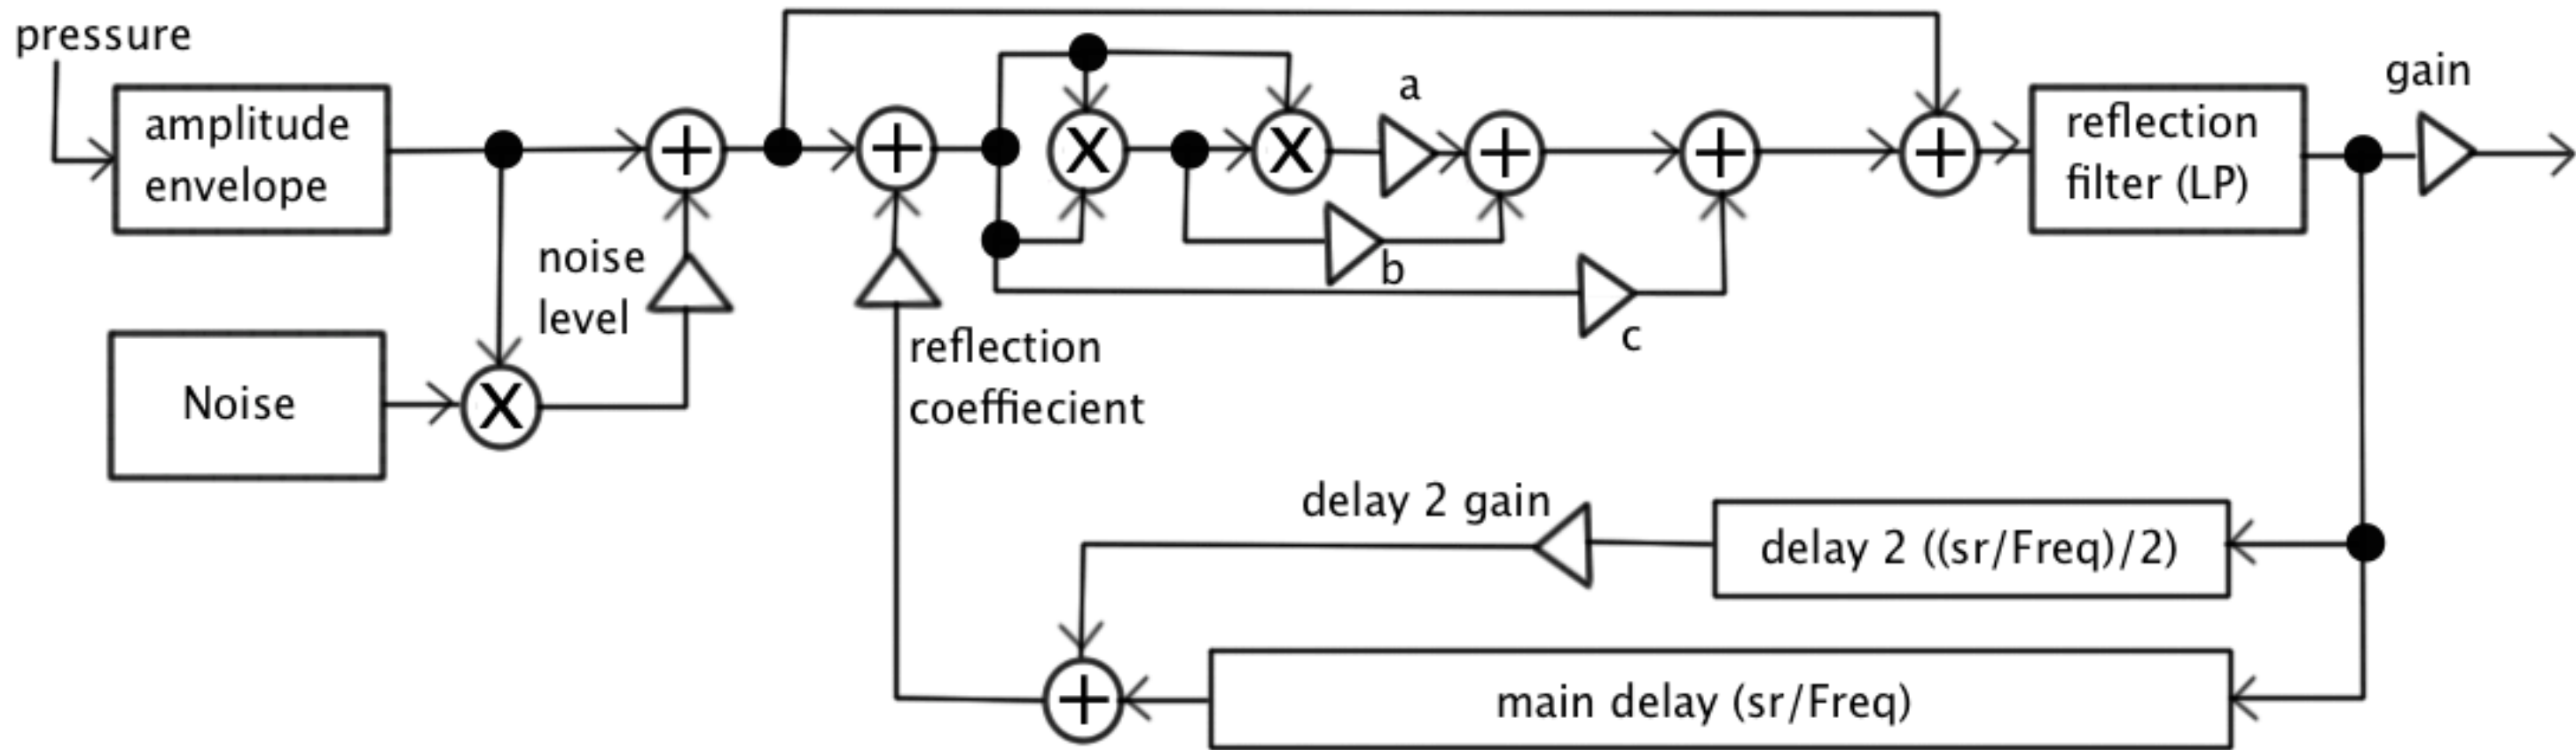 pressure
amplitude
envelope
noise
level
Noise
X
+
+
reflection
coeffiecient
X
X
a
b
+
c
+
+
reflection
filter (LP)
gain
delay 2 gain
delay 2 ((sr/Freq)/2)
+
main delay (sr/Freq)